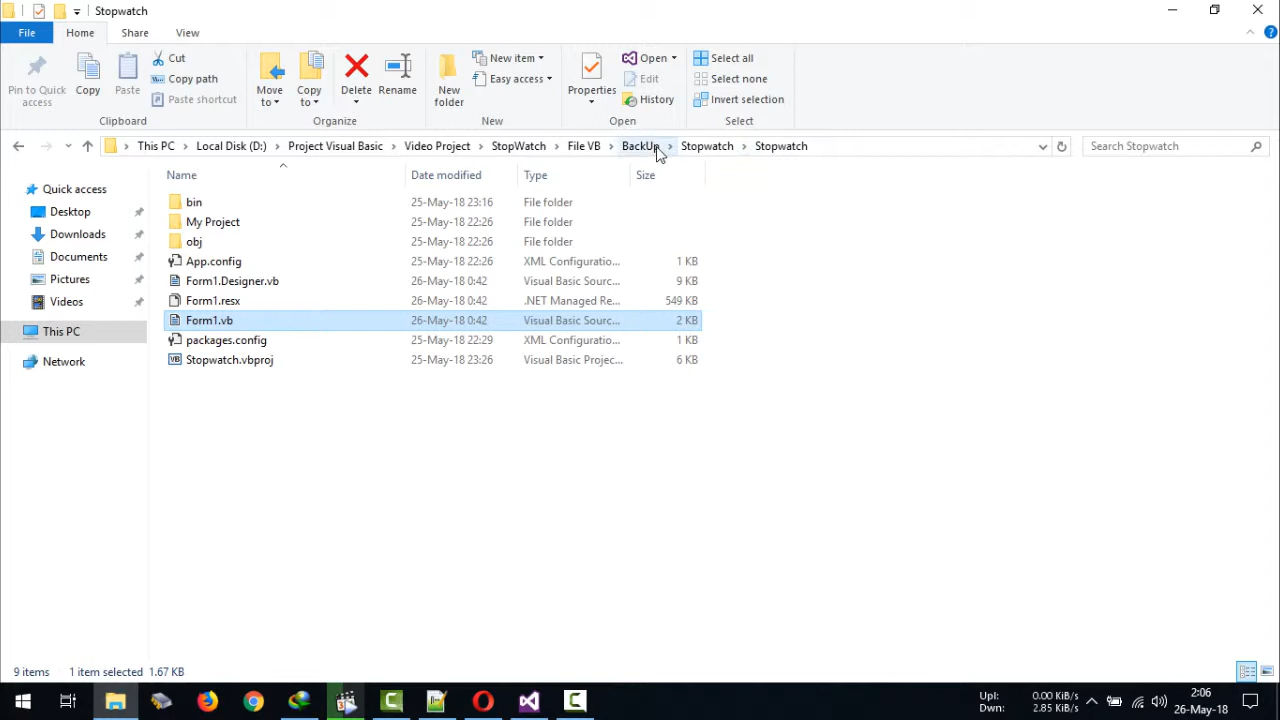 Stopwatch
File Home Share View
Pin to Quick access
Copy
Paste
Cut
Copy path
Paste shortcut
Clipboard
Move to
Copy to
Delete
Rename
Organize
New folder
New item
Easy access
New
Properties
Open
Edit
History
Open
Select all
Select none
Invert selection
Select
This PC Local Disk (D:) Project Visual Basic Video Project StopWatch File VB BackUp Stopwatch Stopwatch
Search Stopwatch
Quick access
Desktop
Downloads
Documents
Pictures
Videos
This PC
Network
Name Date modified Type Size
bin 25-May-18 23:16 File folder
My Project 25-May-18 22:26 File folder
obj 25-May-18 22:26 File folder
App.config 25-May-18 22:26 XML Configuratio... 1 KB
Form1.Designer.vb 26-May-18 0:42 Visual Basic Sourc... 9 KB
Form1.resx 26-May-18 0:42 .NET Managed Re... 549 KB
Form1.vb 26-May-18 0:42 Visual Basic Sourc... 2 KB
packages.config 25-May-18 22:29 XML Configuratio... 1 KB
Stopwatch.vbproj 25-May-18 23:26 Visual Basic Projec... 6 KB
9 items 1 item selected 1.67 KB
Upl: 0.00 KiB/s
Dwn: 2.85 KiB/s
2:06
26-May-18